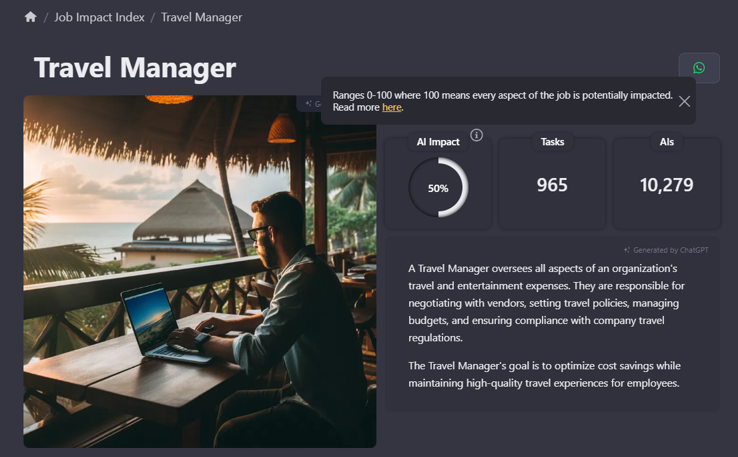 / Job Impact Index / Travel Manager
Travel Manager
Ranges 0-100 where 100 means every aspect of the job is potentially impacted.
Read more here.
AI Impact
50%
Tasks
965
AIs
10,279
Generated by ChatGPT
A Travel Manager oversees all aspects of an organization's
travel and entertainment expenses. They are responsible for
negotiating with vendors, setting travel policies, managing
budgets, and ensuring compliance with company travel
regulations.
The Travel Manager's goal is to optimize cost savings while
maintaining high-quality travel experiences for employees.